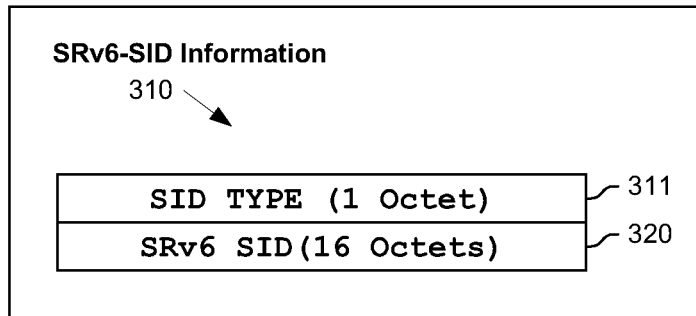 SRv6-SID Information
310
SID TYPE (1 Octet)
311
SRv6 SID(16 Octets)
320